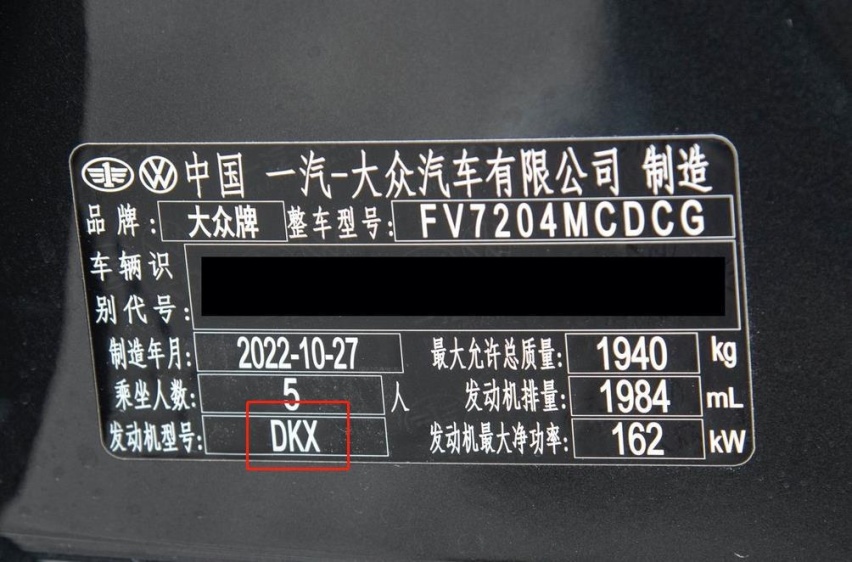 中国 一汽-大众汽车有限公司 制造
品牌: 大众牌 整车型号: FV7204MCDCG
车辆识
别代号:
制造年月: 2022-10-27 最大允许总质量: 1940 kg
乘坐人数: 5 人 发动机排量: 1984 mL
发动机型号: DKX 发动机最大净功率: 162 kW